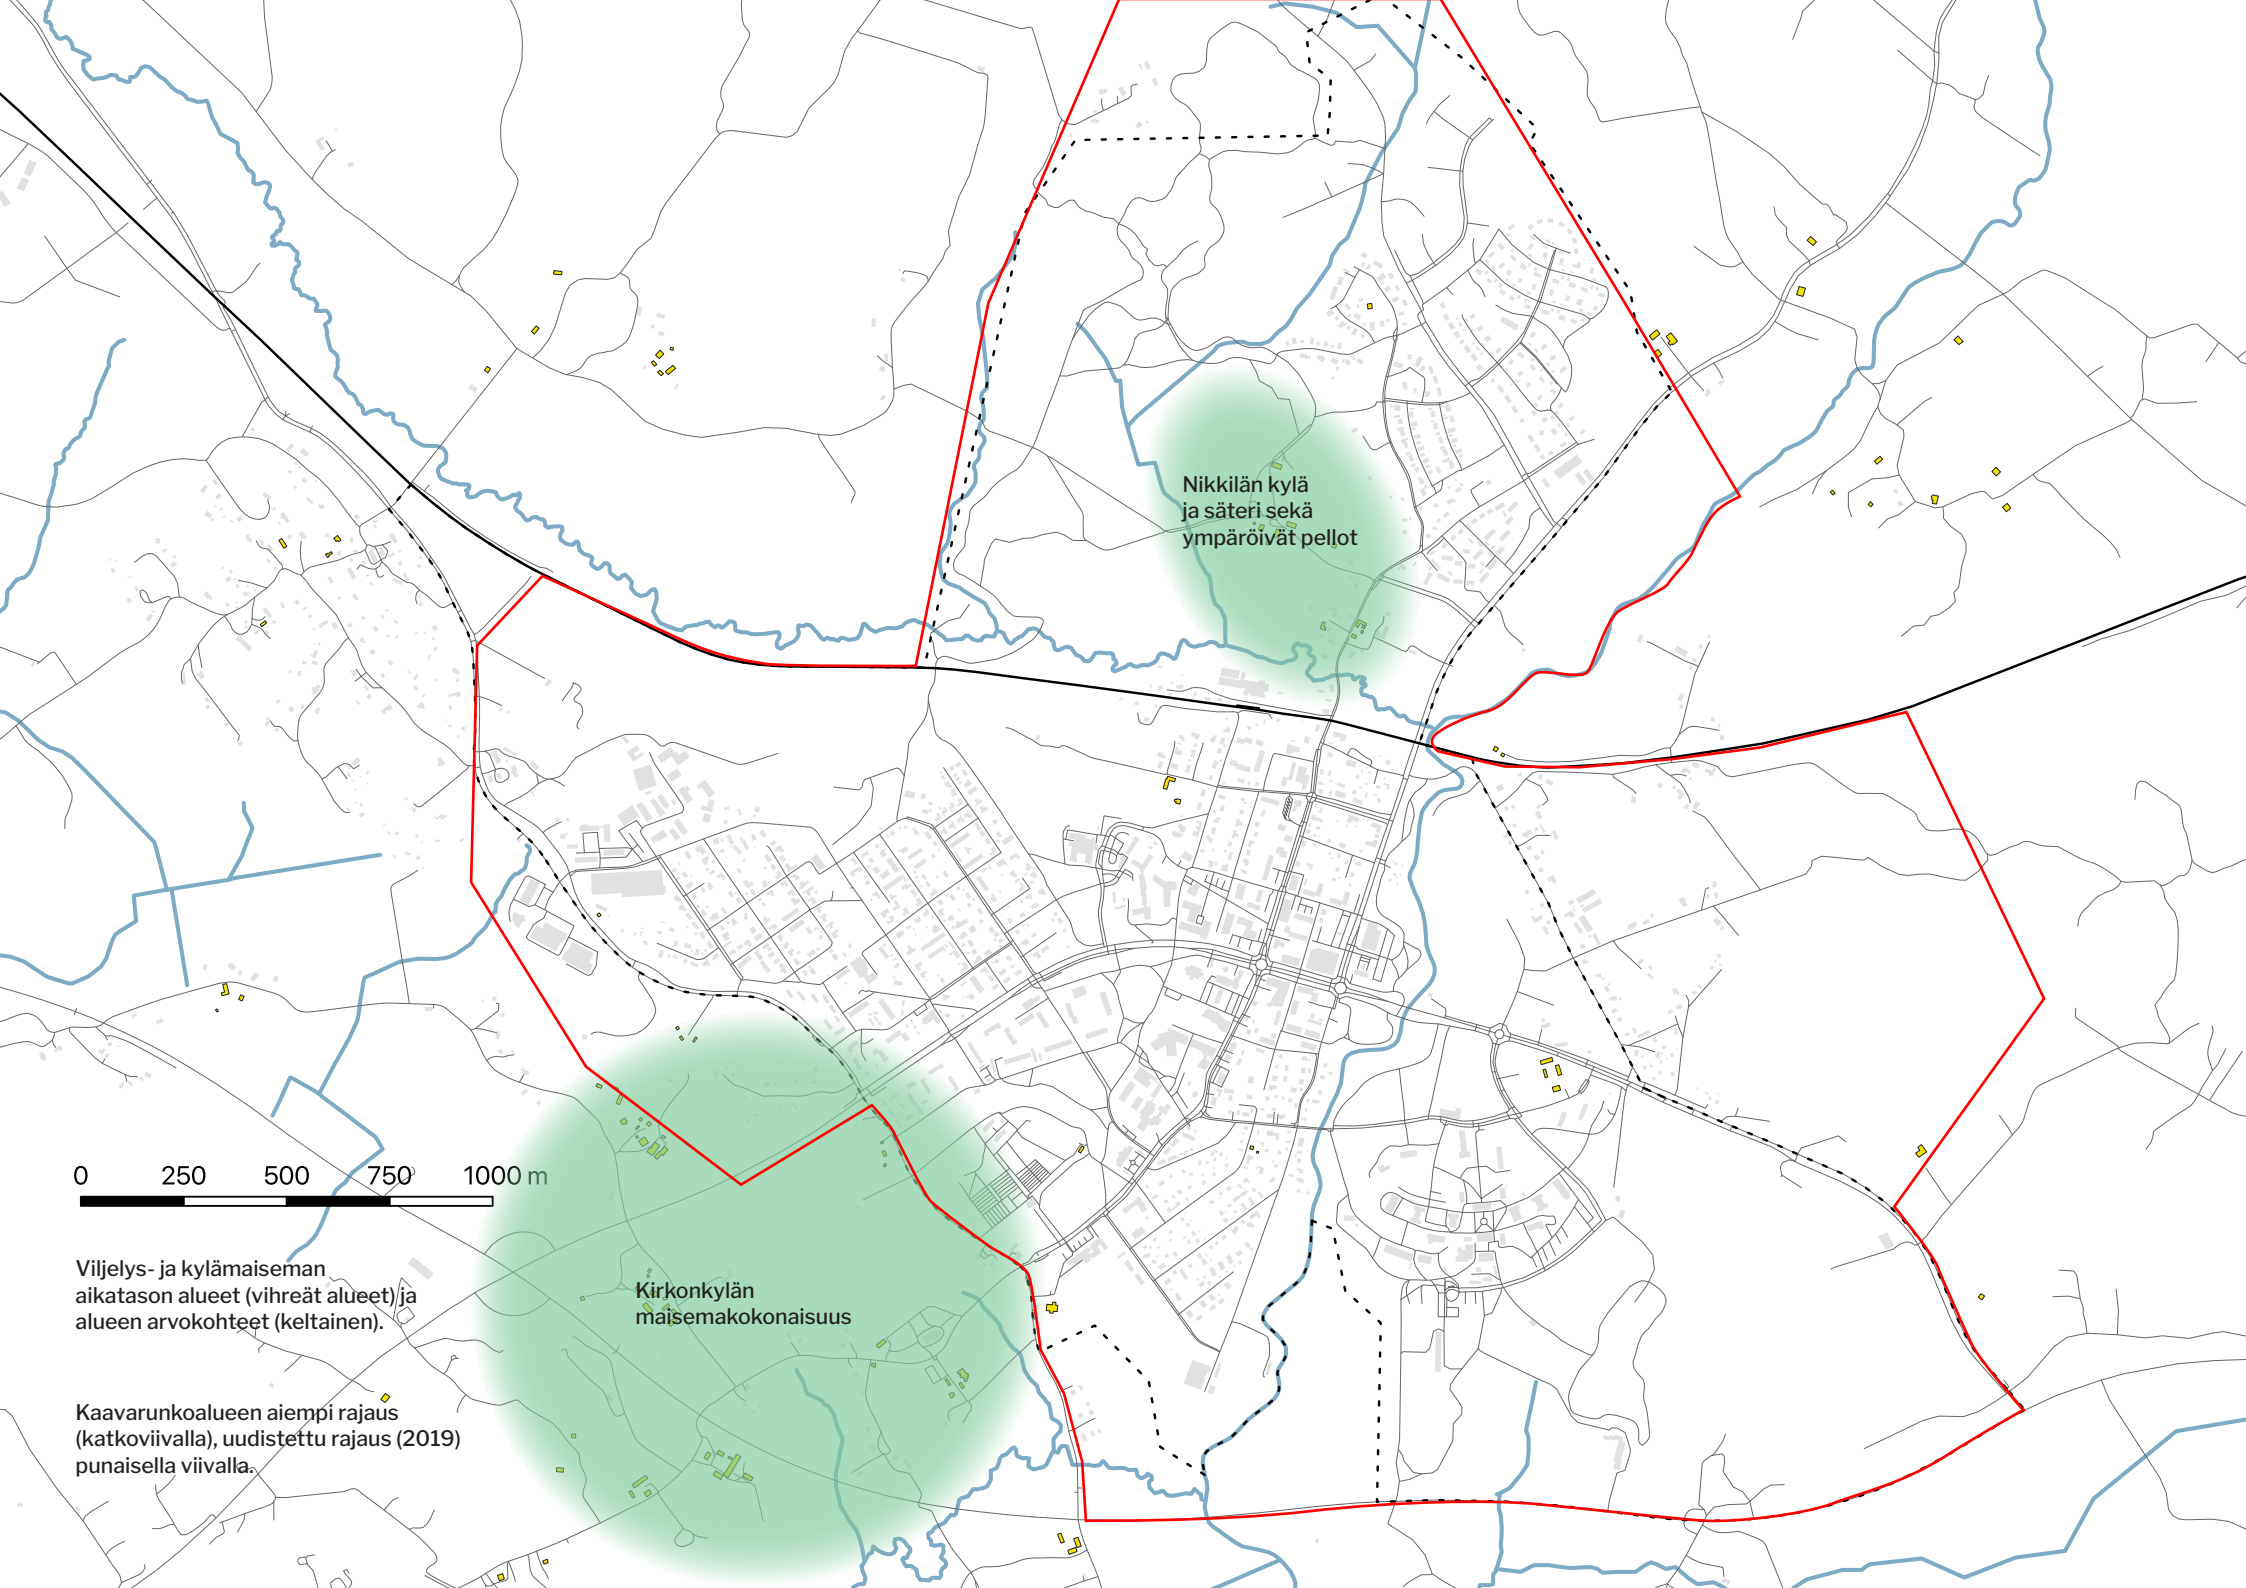 Nikkilän kylä
ja säteri sekä
ympäröivät pellot
0 250 500 750 1000 m
Viljelys- ja kylämaiseman
aikatason alueet (vihreät alueet) ja
alueen arvokohteet (keltainen).
Kirkonkylän
maisemakokonaisuus
Kaavarunkoalueen aiempi rajaus
(katkoviivalla), uudistettu rajaus (2019)
punaisella viivalla.